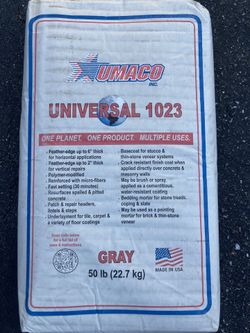 UMACO
INC.
UNIVERSAL 1023
ONE PLANET. ONE PRODUCT. MULTIPLE USES.
- Feather-edge up to 6" thick
for horizontal applications
- Feather-edge up to 2" thick
for vertical repairs
- Polymer-modified
- Reinforced with micro-fibers
- Fast setting (30 minutes)
- Resurfaces spalled & pitted
concrete
- Patch & repair headers,
lintels & steps
- Underlayment for tile, carpet &
variety of floor coatings
- Basecoat for stucco &
thin-stone veneer systems
- Crack resistant finish coat when
applied directly over concrete &
masonry walls
- May be brush or spray
applied as a cementitious,
water-resistant coating
- Bedding mortar for stone treads,
coping & slate
- May be used as a pointing
mortar for brick & thin-stone
veneer
GRAY
50 lb (22.7 kg)
MADE IN USA